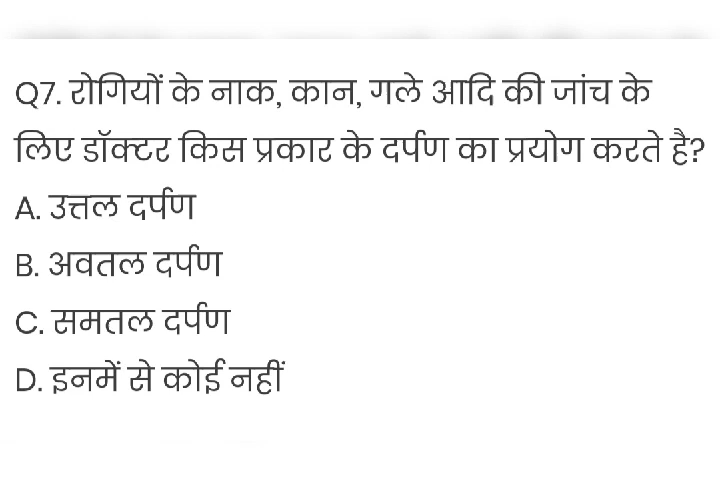 Q7. रोगियों के नाक, कान, गले आदि की जांच के
लिए डॉक्टर किस प्रकार के दर्पण का प्रयोग करते है?
A. उत्तल दर्पण
B. अवतल दर्पण
C. समतल दर्पण
D. इनमें से कोई नहीं